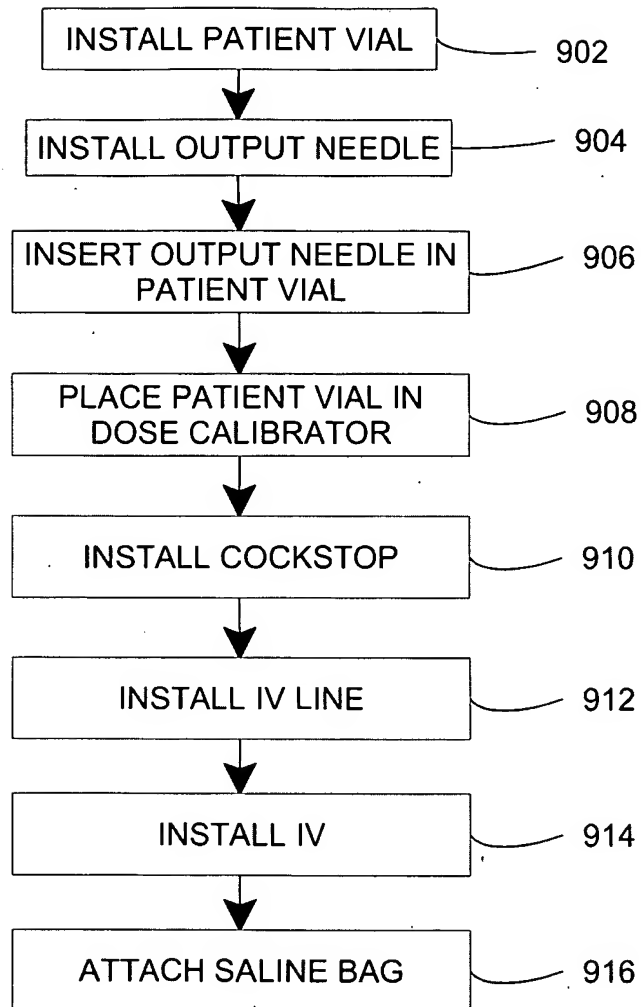 INSTALL PATIENT VIAL
902
INSTALL OUTPUT NEEDLE
904
INSERT OUTPUT NEEDLE IN
PATIENT VIAL
906
PLACE PATIENT VIAL IN
DOSE CALIBRATOR
908
INSTALL COCKSTOP
910
INSTALL IV LINE
912
INSTALL IV
914
ATTACH SALINE BAG
916